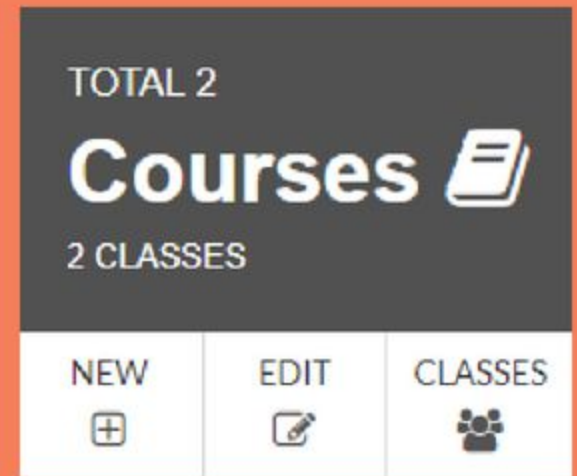 TOTAL 2
Courses
2 CLASSES
NEW
EDIT
CLASSES